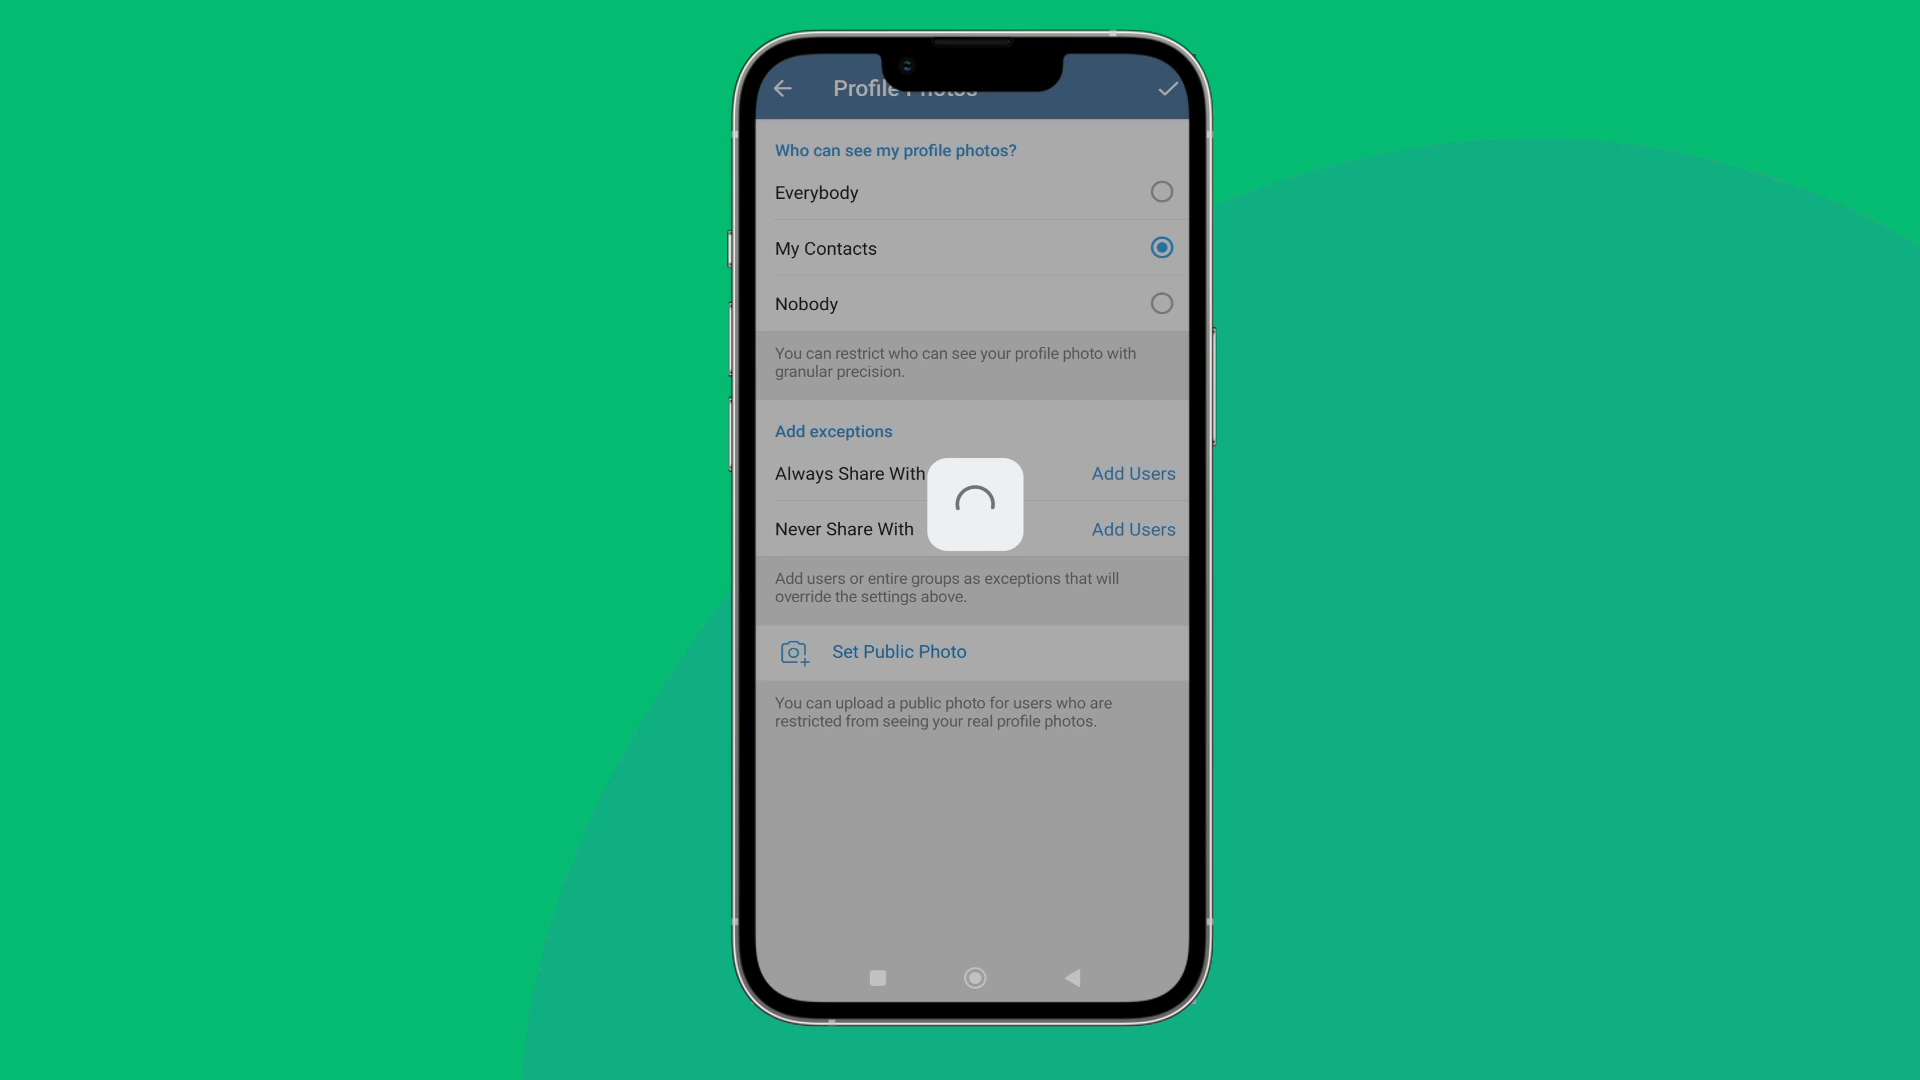 Profile Photos
Who can see my profile photos?
Everybody
My Contacts
Nobody
You can restrict who can see your profile photo with
granular precision.
Add exceptions
Always Share With
Add Users
Never Share With
Add Users
Add users or entire groups as exceptions that will
override the settings above.
Set Public Photo
You can upload a public photo for users who are
restricted from seeing your real profile photos.